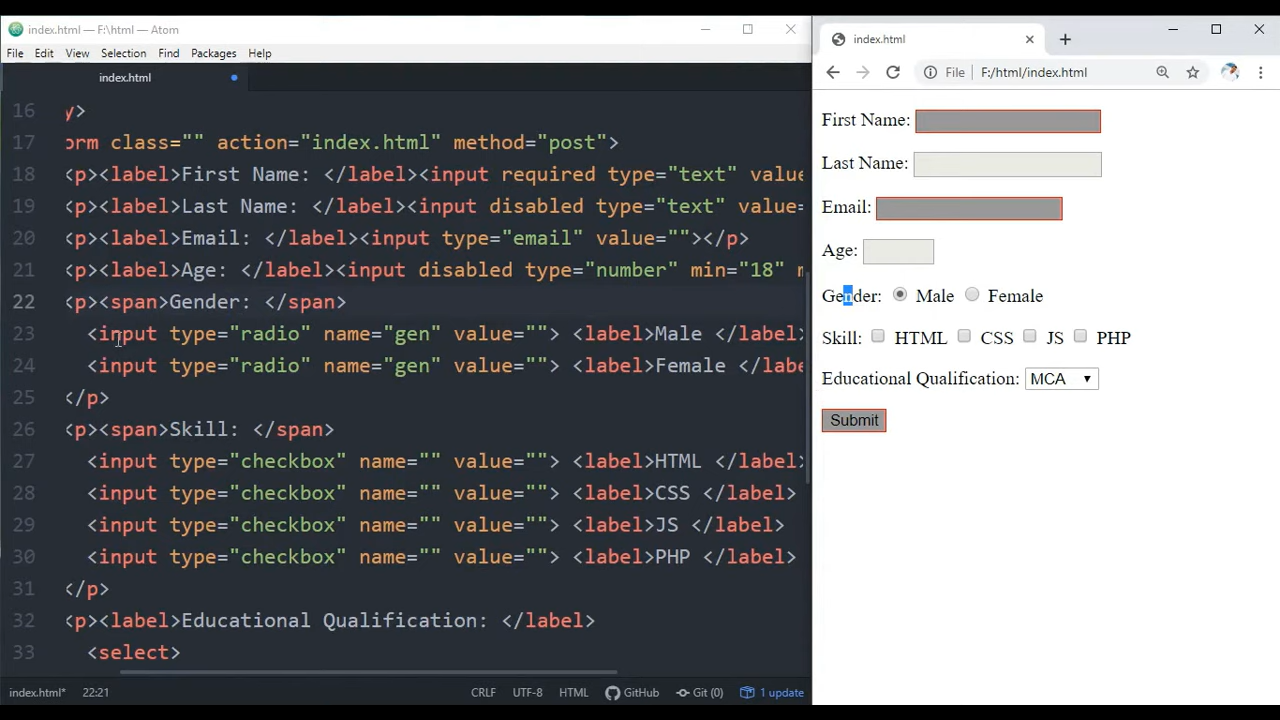 index.html — F:\html — Atom
File Edit View Selection Find Packages Help
index.html
16 y>
17 orm class="" action="index.html" method="post">
18 <p><label>First Name: </label><input required type="text" value
19 <p><label>Last Name: </label><input disabled type="text" value=
20 <p><label>Email: </label><input type="email" value=""></p>
21 <p><label>Age: </label><input disabled type="number" min="18" m
22 <p><span>Gender: </span>
23 <input type="radio" name="gen" value=""> <label>Male </label>
24 <input type="radio" name="gen" value=""> <label>Female </labe
25 </p>
26 <p><span>Skill: </span>
27 <input type="checkbox" name="" value=""> <label>HTML </label>
28 <input type="checkbox" name="" value=""> <label>CSS </label>
29 <input type="checkbox" name="" value=""> <label>JS </label>
30 <input type="checkbox" name="" value=""> <label>PHP </label>
31 </p>
32 <p><label>Educational Qualification: </label>
33 <select>
index.html* 22:21 CRLF UTF-8 HTML GitHub Git (0) 1 update
index.html
File F:/html/index.html
First Name:
Last Name:
Email:
Age:
Gender: Male Female
Skill: HTML CSS JS PHP
Educational Qualification: MCA
Submit